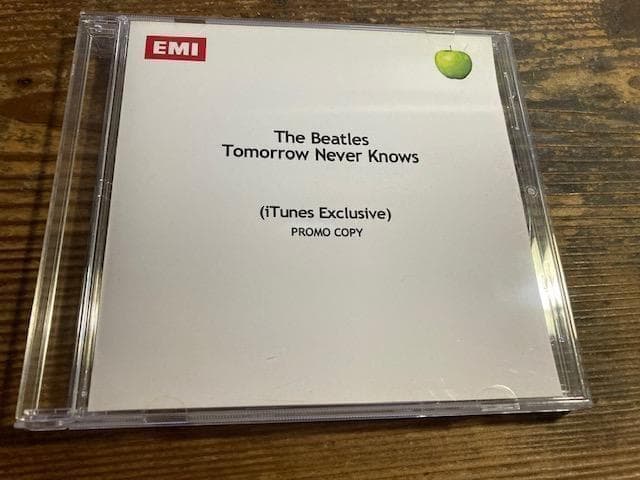 EMI
The Beatles
Tomorrow Never Knows
(iTunes Exclusive)
PROMO COPY